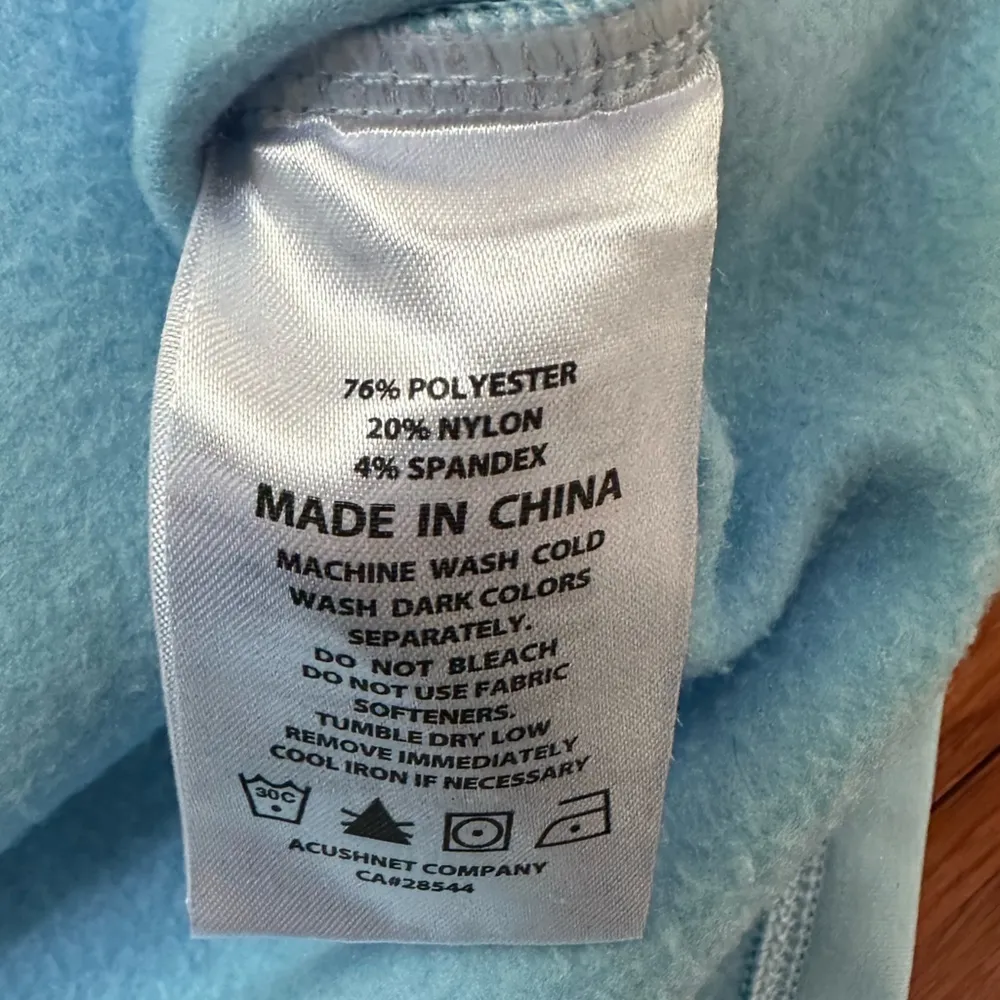 76% POLYESTER
20% NYLON
4% SPANDEX
MADE IN CHINA
MACHINE WASH COLD
WASH DARK COLORS
SEPARATELY.
DO NOT BLEACH
DO NOT USE FABRIC
SOFTENERS.
TUMBLE DRY LOW
REMOVE IMMEDIATELY
COOL IRON IF NECESSARY
30C
ACUSHNET COMPANY
CA#28544